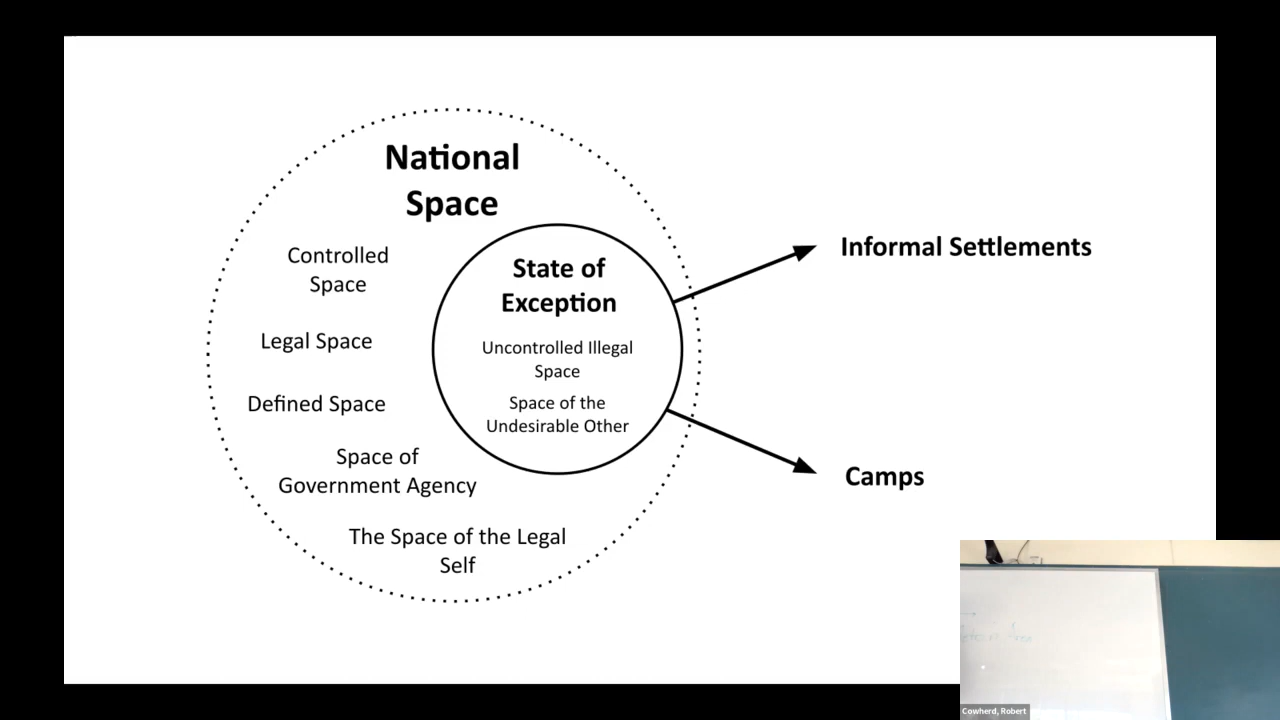 National
Space
Controlled
Space
Legal Space
Defined Space
Space of
Government Agency
The Space of the Legal
Self
State of
Exception
Uncontrolled Illegal
Space
Space of the
Undesirable Other
Informal Settlements
Camps
Cowherd, Robert